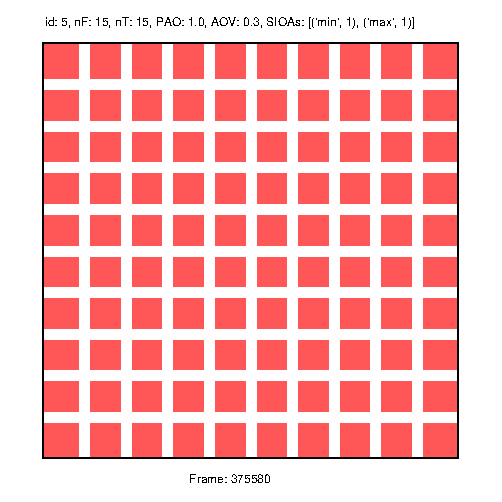 id: 5, nF: 15, nT: 15, PAO: 1.0, AOV: 0.3, SIOAs: [('min', 1), ('max', 1)]
Frame: 375580